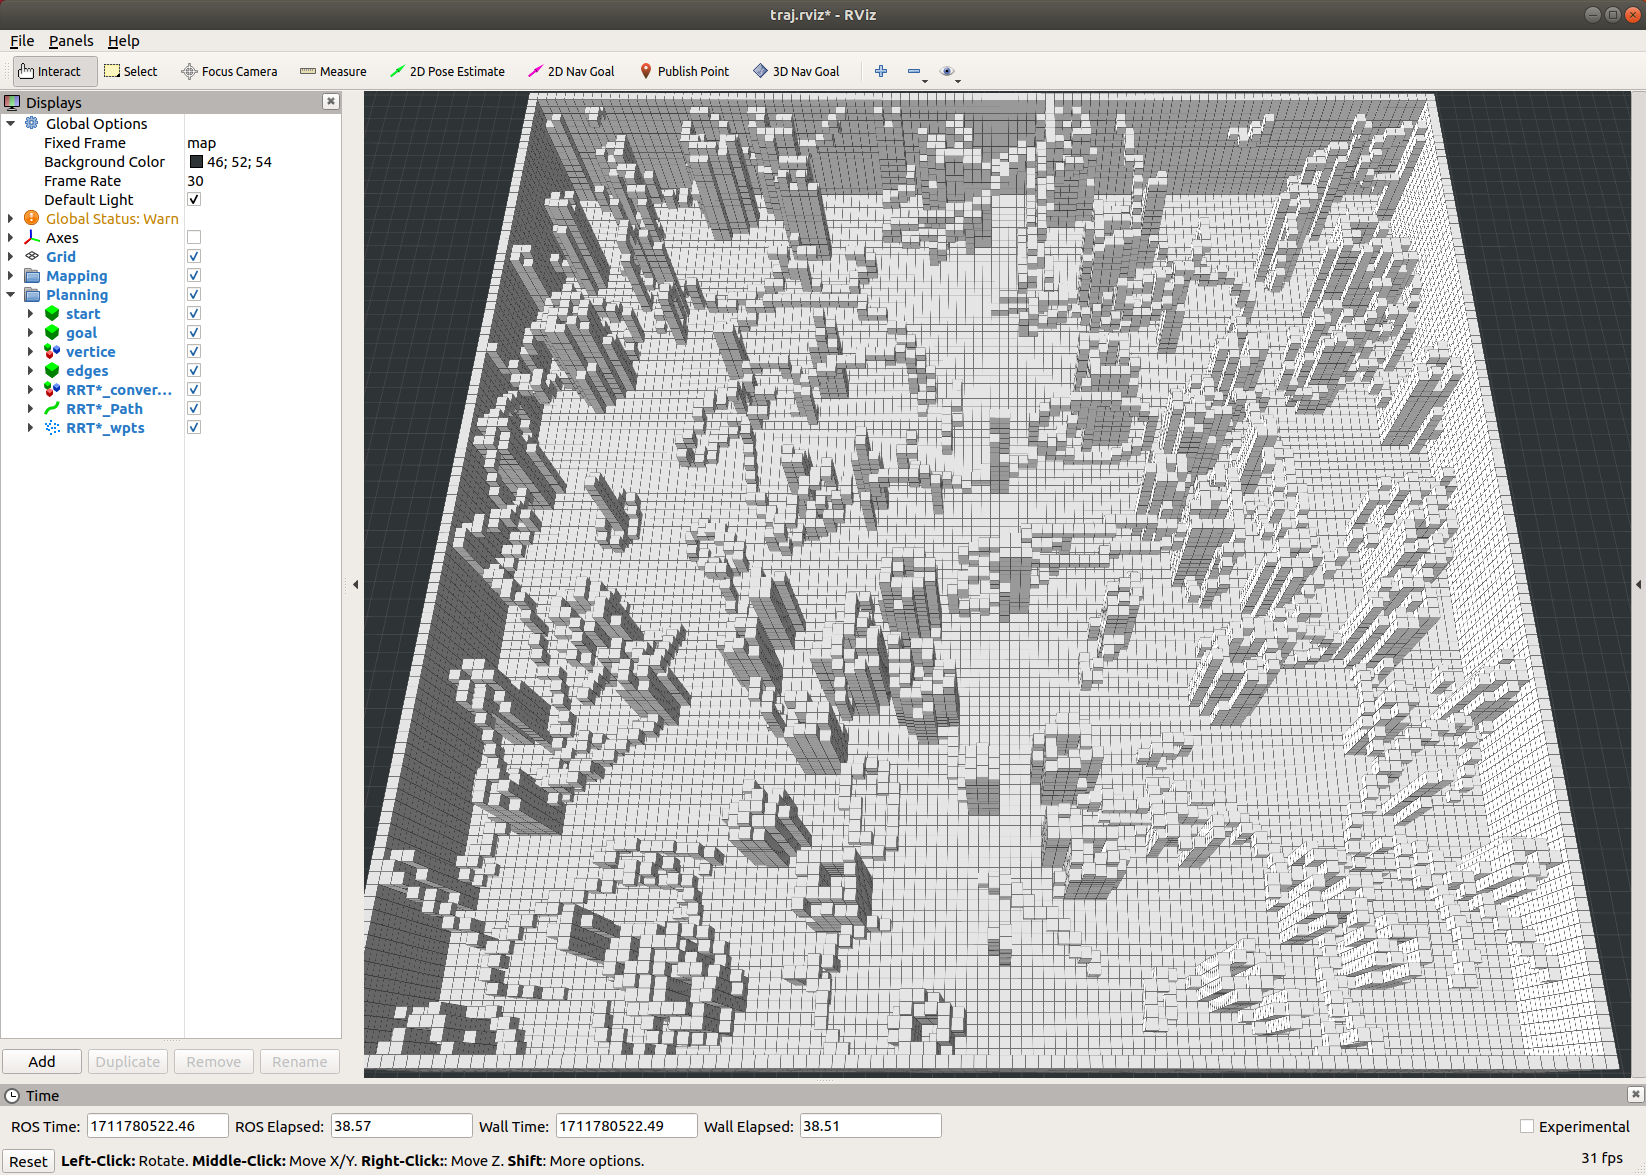 traj.rviz* - RViz
File Panels Help
Interact Select Focus Camera Measure 2D Pose Estimate 2D Nav Goal Publish Point 3D Nav Goal
Displays
Global Options
Fixed Frame map
Background Color 46; 52; 54
Frame Rate 30
Default Light
Global Status: Warn
Axes
Grid
Mapping
Planning
start
goal
vertice
edges
RRT*_conver...
RRT*_Path
RRT*_wpts
Add Duplicate Remove Rename
Time
ROS Time: 1711780522.46 ROS Elapsed: 38.57 Wall Time: 1711780522.49 Wall Elapsed: 38.51 Experimental
Reset Left-Click: Rotate. Middle-Click: Move X/Y. Right-Click:: Move Z. Shift: More options. 31 fps